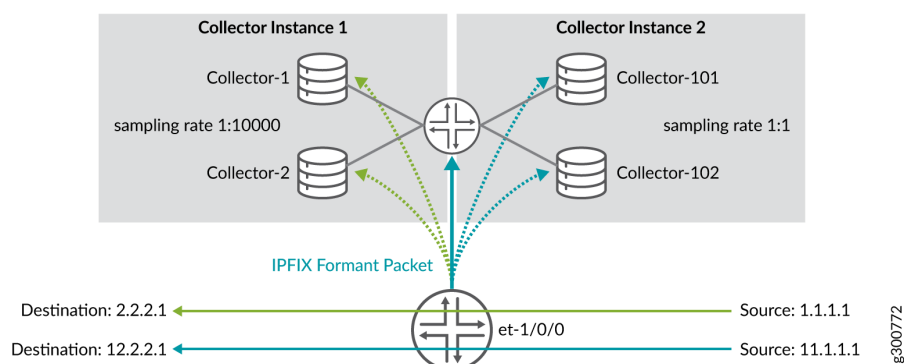 Collector Instance 1
Collector Instance 2
Collector-1
Collector-101
sampling rate 1:10000
sampling rate 1:1
Collector-2
Collector-102
IPFIX Formant Packet
Destination: 2.2.2.1
Source: 1.1.1.1
et-1/0/0
Destination: 12.2.2.1
Source: 11.1.1.1
g300772